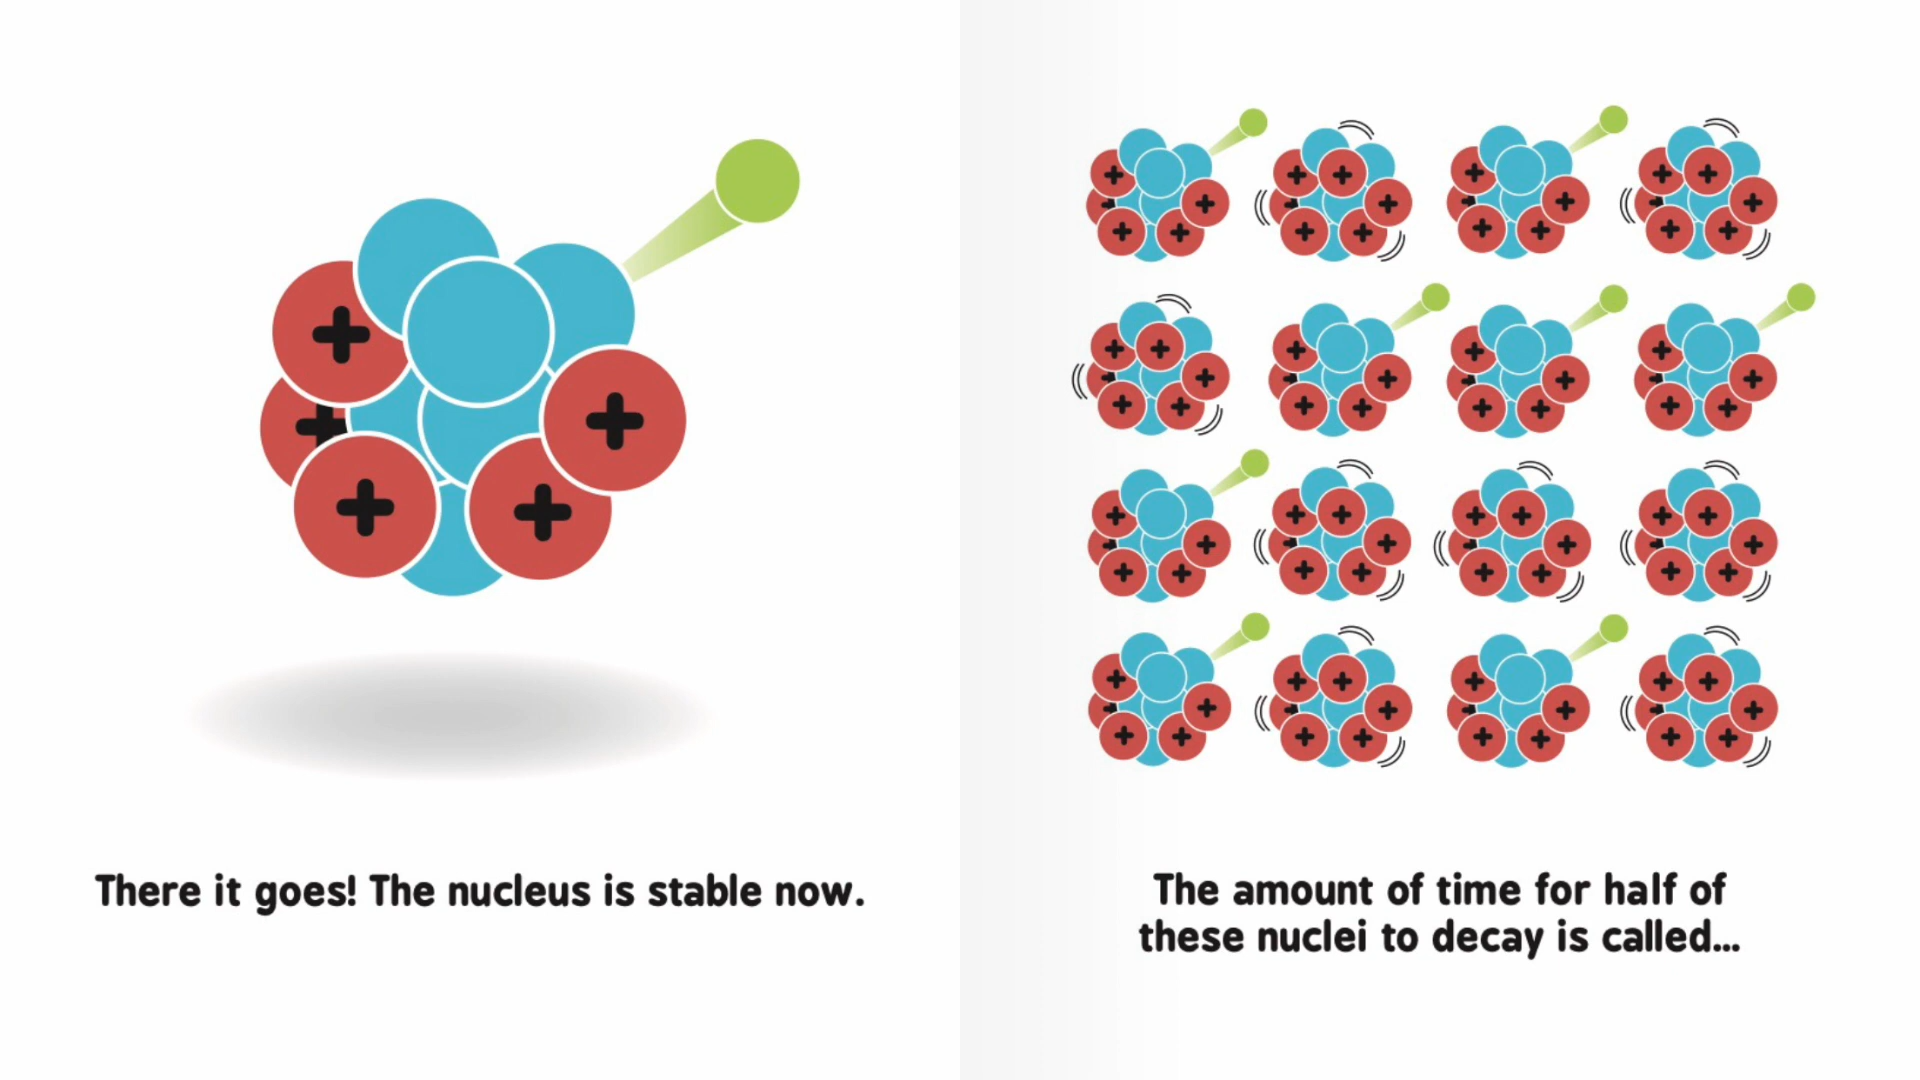 There it goes! The nucleus is stable now.
The amount of time for half of
these nuclei to decay is called...